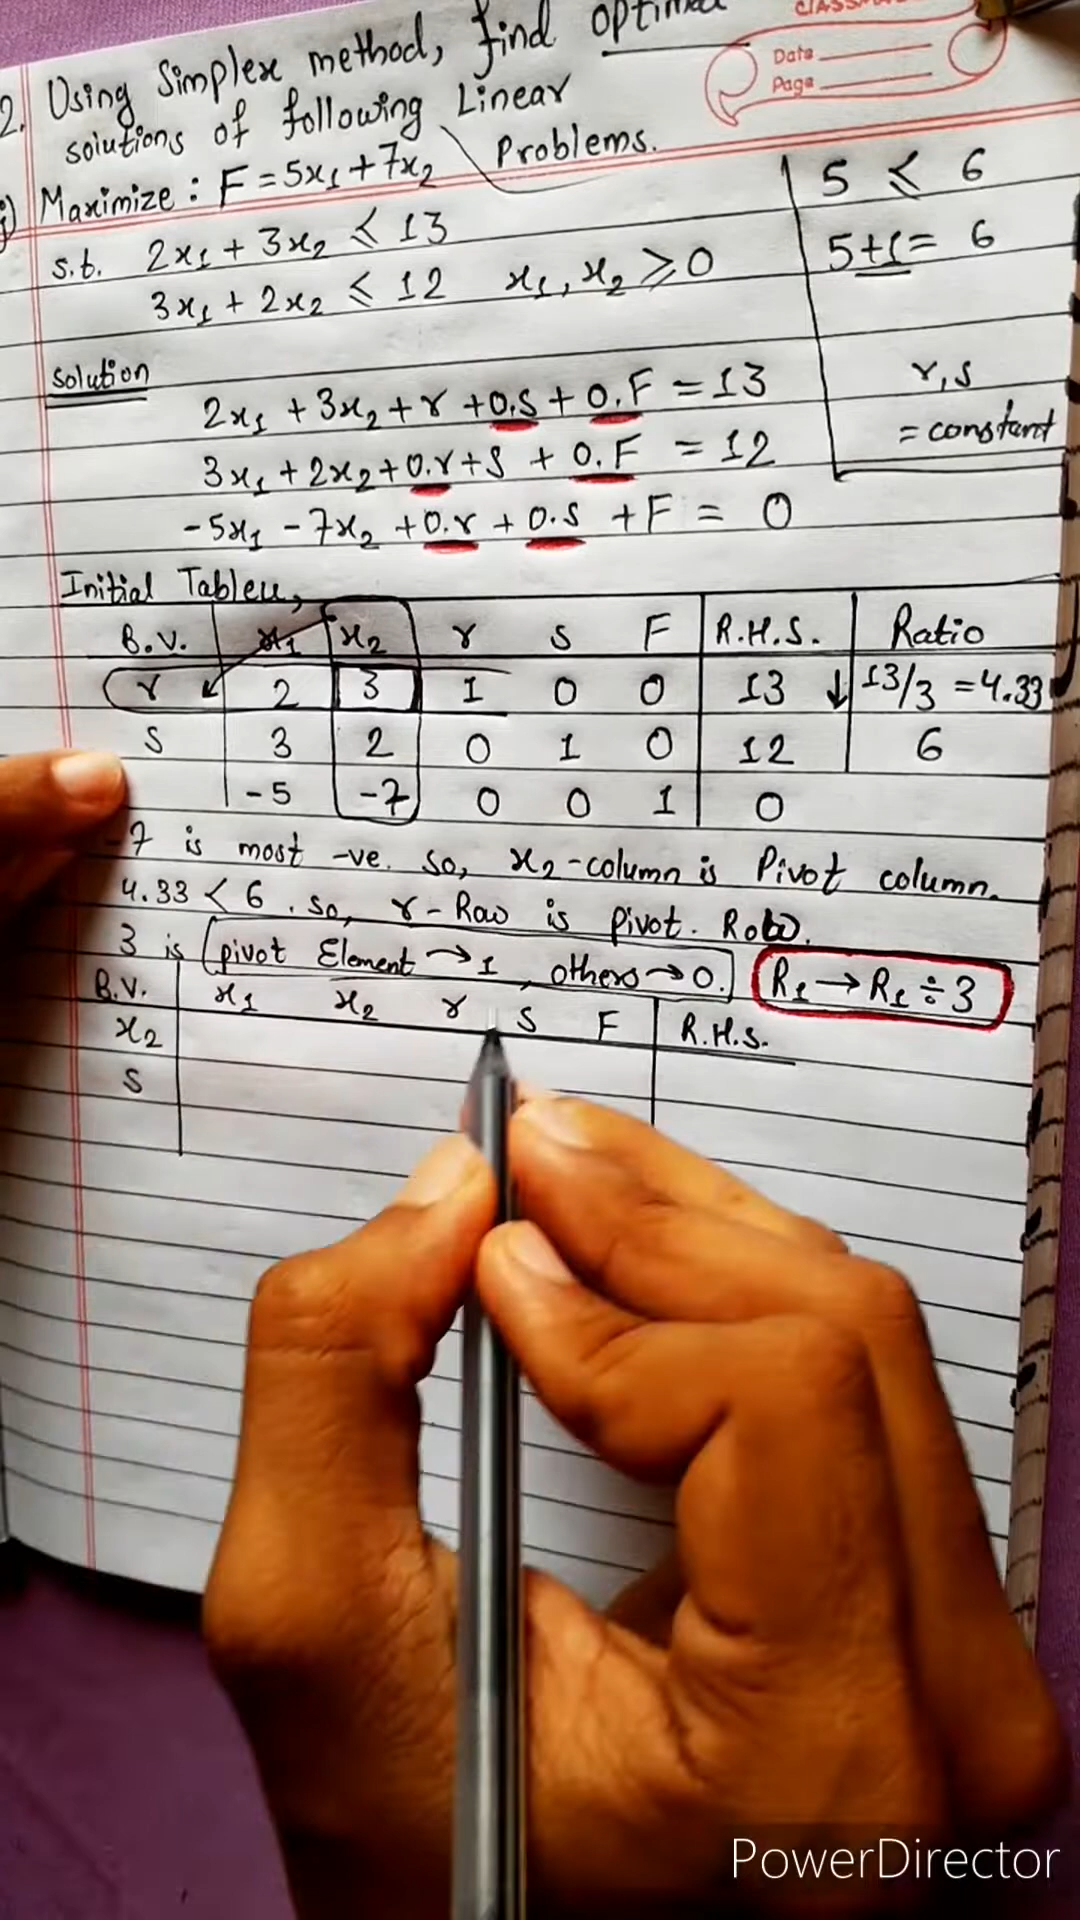 2. Using Simplex method, find
solutions of following Linear
Problems.
i) Maximize : F = 5x₁ + 7x₂
s.t. 2x₁ + 3x₂ ≤ 13
3x₁ + 2x₂ ≤ 12 x₁, x₂ ≥ 0
Date
Page
5 ≤ 6
5+1 = 6
r, s
= constant
Solution
2x₁ + 3x₂ + r + 0.s + 0.F = 13
3x₁ + 2x₂ + 0.r + s + 0.F = 12
-5x₁ - 7x₂ + 0.r + 0.s + F = 0
Initial Tableu,
B.V. x₁ x₂ r s F R.H.S. Ratio
r 2 3 1 0 0 13 ↓ 13/3 = 4.33
s 3 2 0 1 0 12 6
-5 -7 0 0 1 0
-7 is most -ve. so, x₂-column is Pivot column.
4.33 < 6. so, r-Row is pivot.
3 is pivot Element → 1, others → 0. R₁ → R₁ ÷ 3
B.V. x₁ x₂ r s F R.H.S.
x₂
s
PowerDirector